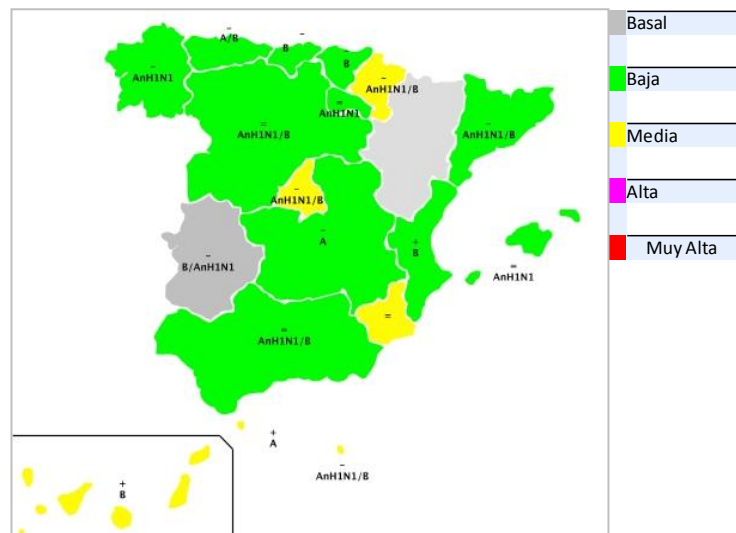 −
A/B
−
B
−
B
−
AnH1N1
−
AnH1N1/B
=
AnH1N1
=
AnH1N1/B
−
AnH1N1/B
−
AnH1N1/B
−
A
+
B
−
B/AnH1N1
=
AnH1N1
=
=
AnH1N1/B
+
A
−
AnH1N1/B
+
B
Basal
Baja
Media
Alta
Muy Alta